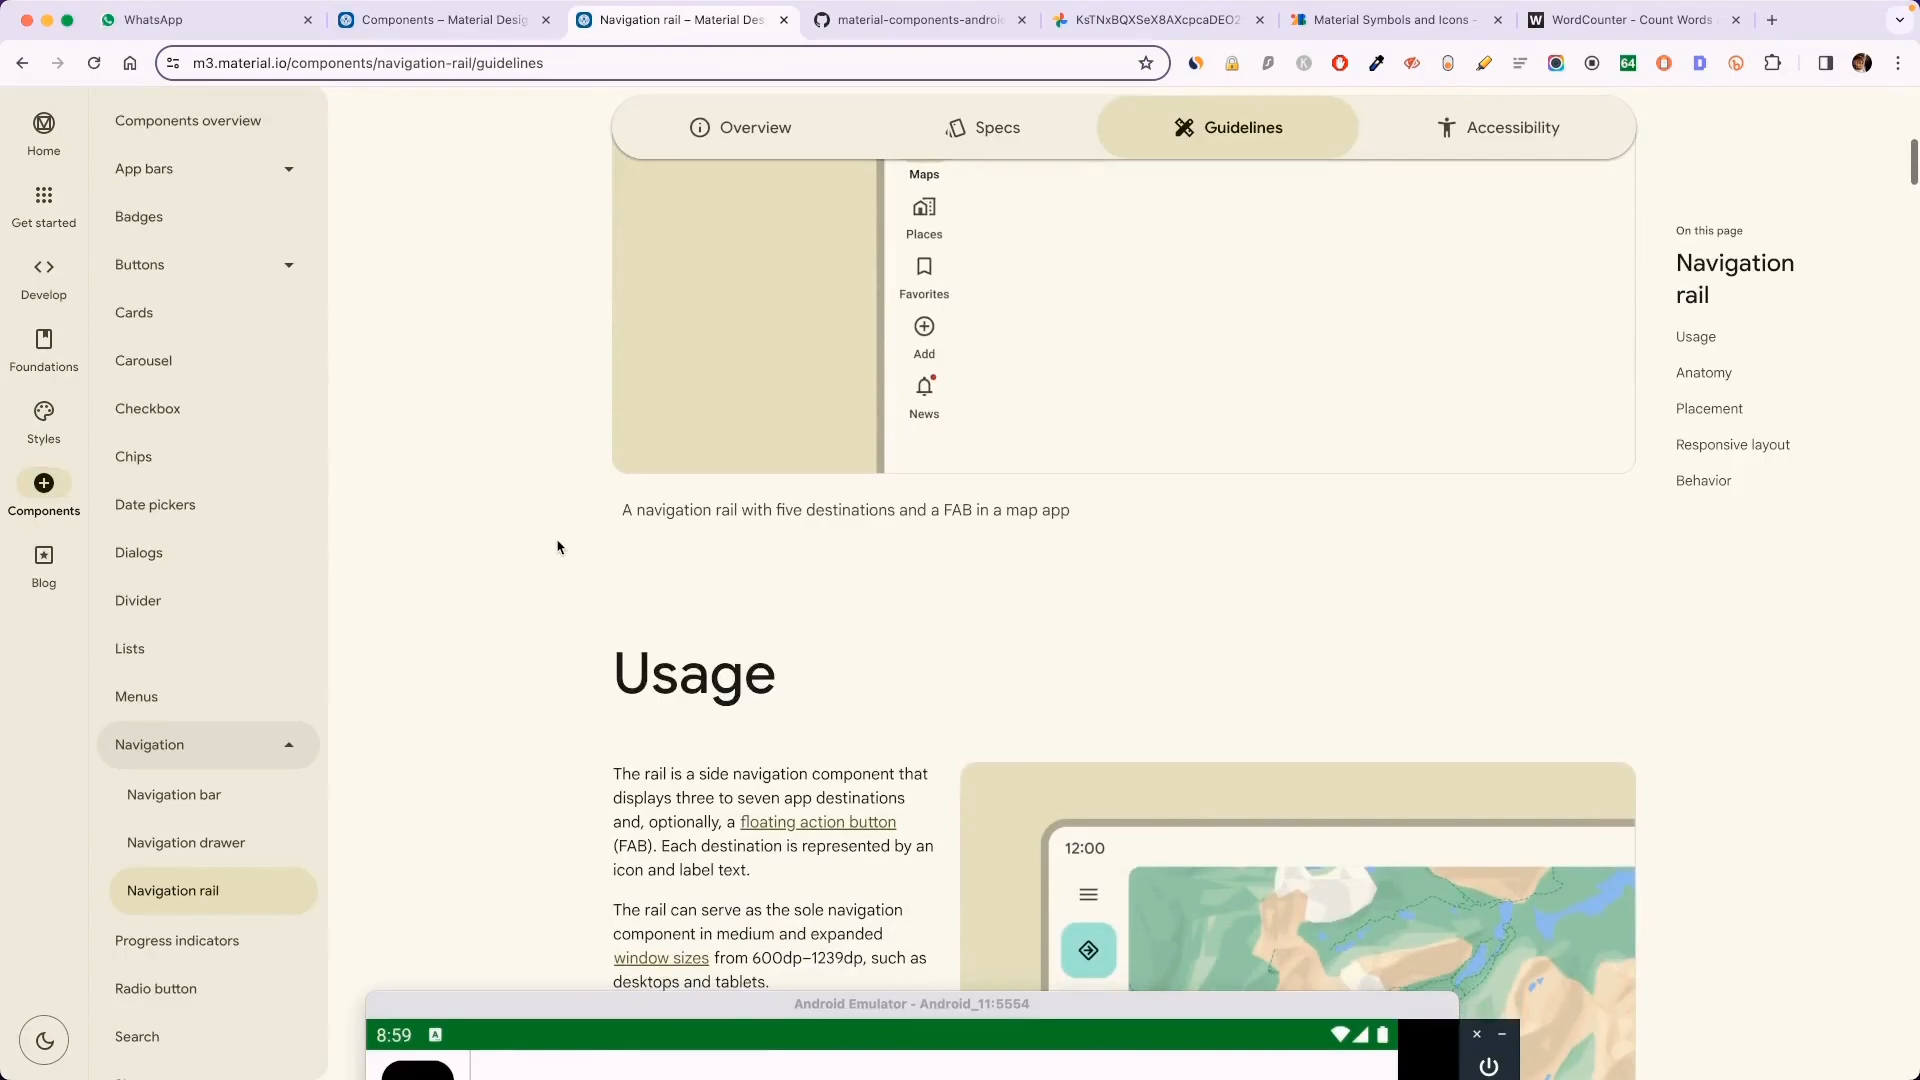 WhatsApp
Components – Material Desig
Navigation rail – Material Des
material-components-androi
KsTNxBQXSeX8AXcpcaDEO2
Material Symbols and Icons -
WordCounter - Count Words
m3.material.io/components/navigation-rail/guidelines
64
Home
Get started
Develop
Foundations
Styles
Components
Blog
Components overview
App bars
Badges
Buttons
Cards
Carousel
Checkbox
Chips
Date pickers
Dialogs
Divider
Lists
Menus
Navigation
Navigation bar
Navigation drawer
Navigation rail
Progress indicators
Radio button
Search
Overview
Specs
Guidelines
Accessibility
Maps
Places
Favorites
Add
News
A navigation rail with five destinations and a FAB in a map app
Usage
The rail is a side navigation component that
displays three to seven app destinations
and, optionally, a floating action button
(FAB). Each destination is represented by an
icon and label text.
The rail can serve as the sole navigation
component in medium and expanded
window sizes from 600dp–1239dp, such as
desktops and tablets.
12:00
On this page
Navigation
rail
Usage
Anatomy
Placement
Responsive layout
Behavior
Android Emulator - Android_11:5554
8:59